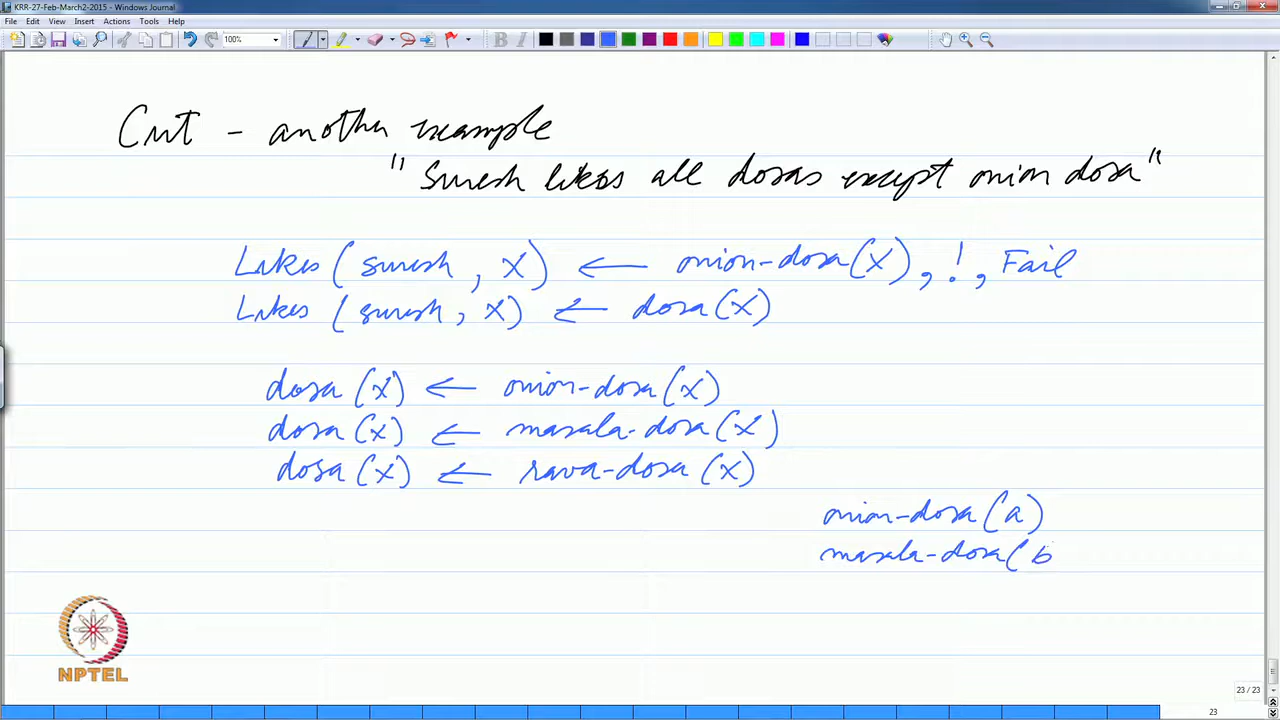 KRR-27-Feb-March2-2015 - Windows Journal
File Edit View Insert Actions Tools Help
100%
Cut - another example
"Suresh likes all dosas except onion dosa"
Likes (suresh, X) ← onion-dosa(X), !, Fail
Likes (suresh, X) ← dosa(X)
dosa (X) ← onion-dosa(X)
dosa (X) ← masala-dosa(X)
dosa (X) ← rava-dosa (X)
onion-dosa(a)
masala-dosa(b
NPTEL
23 / 23
23